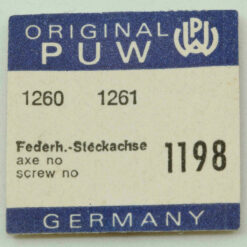 ORIGINAL
PUW PUW
1260 1261
Federh.-Steckachse
axe no
screw no
1198
GERMANY